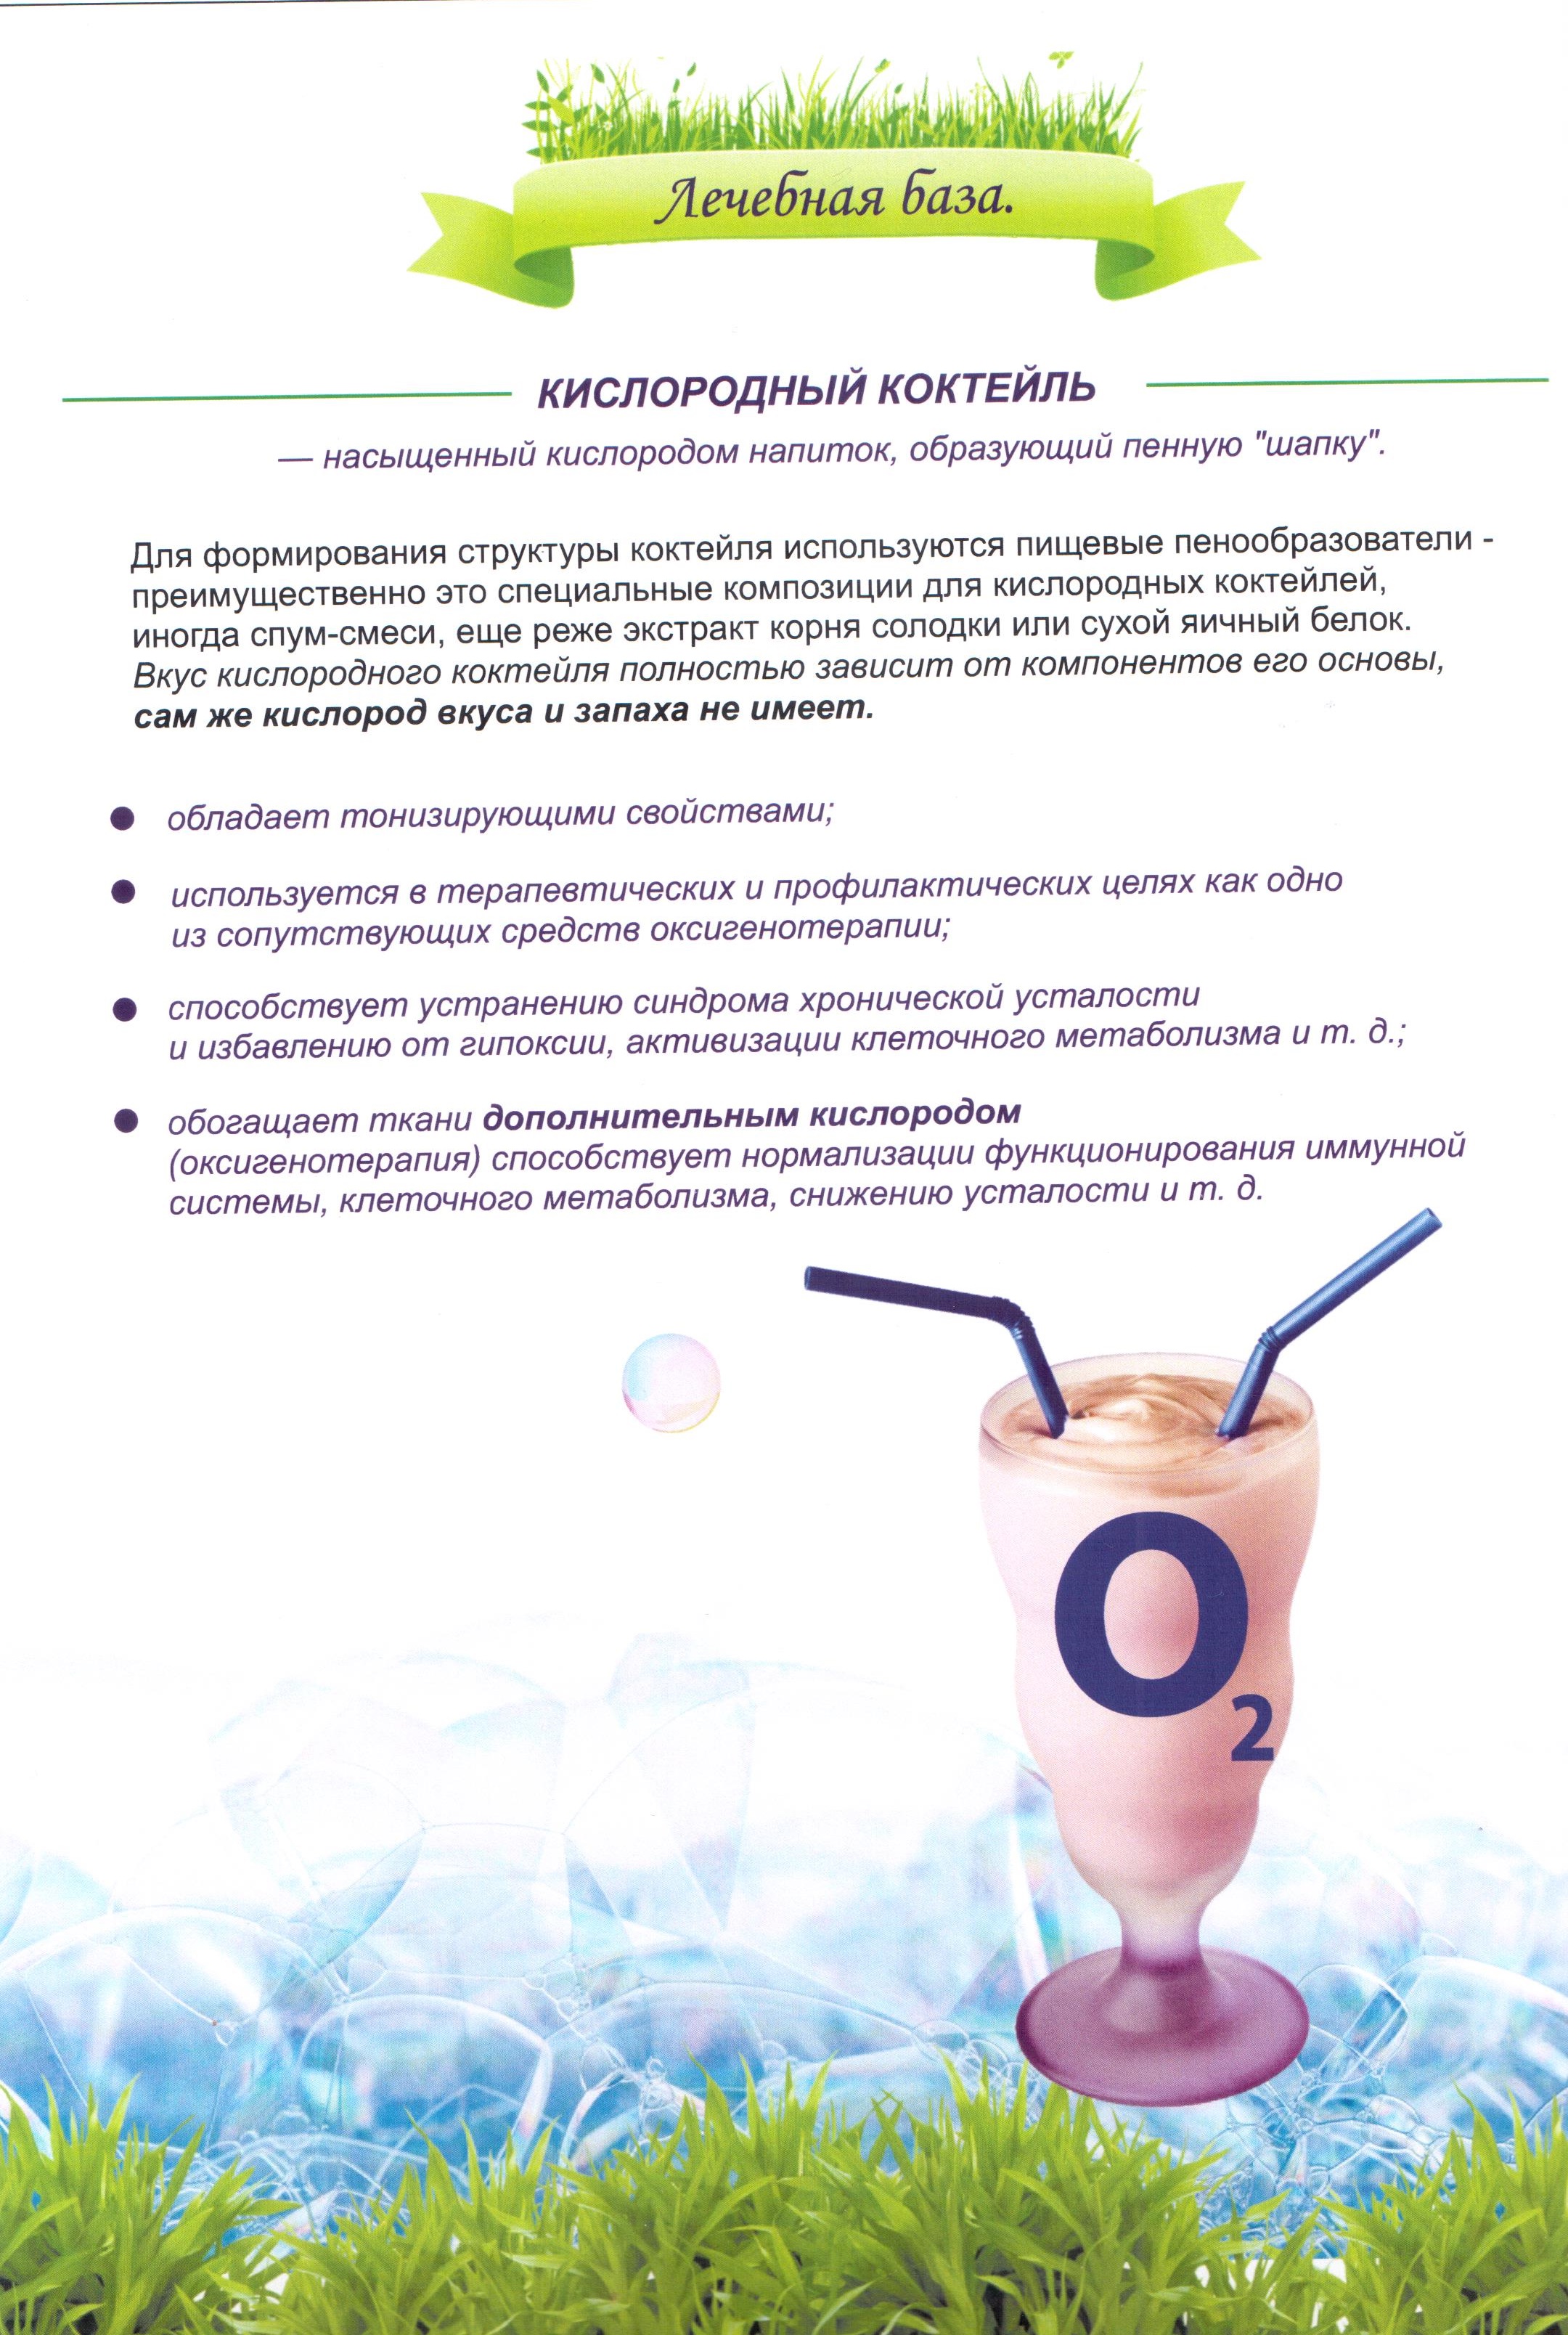 Лечебная база.
КИСЛОРОДНЫЙ КОКТЕЙЛЬ
— насыщенный кислородом напиток, образующий пенную "шапку".
Для формирования структуры коктейля используются пищевые пенообразователи -
преимущественно это специальные композиции для кислородных коктейлей,
иногда спум-смеси, еще реже экстракт корня солодки или сухой яичный белок.
Вкус кислородного коктейля полностью зависит от компонентов его основы,
сам же кислород вкуса и запаха не имеет.
● обладает тонизирующими свойствами;
● используется в терапевтических и профилактических целях как одно
из сопутствующих средств оксигенотерапии;
● способствует устранению синдрома хронической усталости
и избавлению от гипоксии, активизации клеточного метаболизма и т. д.;
● обогащает ткани дополнительным кислородом
(оксигенотерапия) способствует нормализации функционирования иммунной
системы, клеточного метаболизма, снижению усталости и т. д.
O2